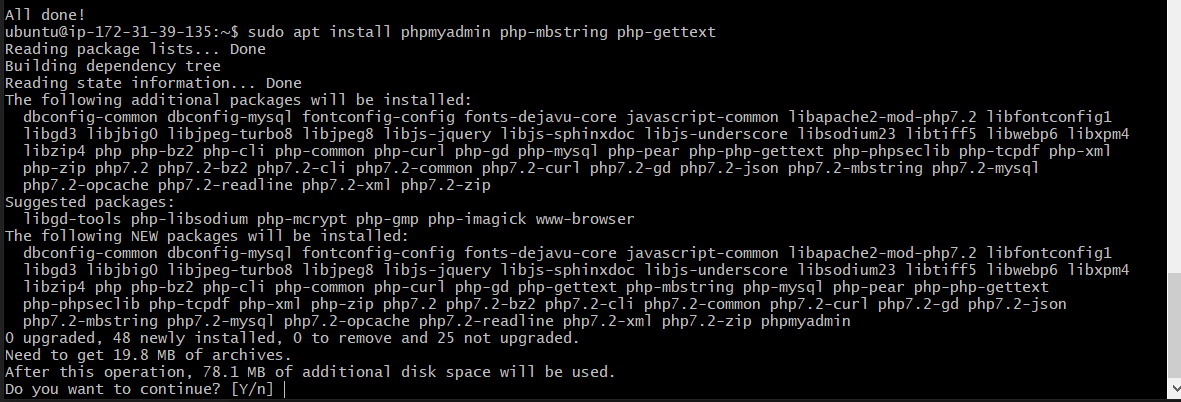 All done!
ubuntu@ip-172-31-39-135:~$ sudo apt install phpmyadmin php-mbstring php-gettext
Reading package lists... Done
Building dependency tree
Reading state information... Done
The following additional packages will be installed:
  dbconfig-common dbconfig-mysql fontconfig-config fonts-dejavu-core javascript-common libapache2-mod-php7.2 libfontconfig1
  libgd3 libjbig0 libjpeg-turbo8 libjpeg8 libjs-jquery libjs-sphinxdoc libjs-underscore libsodium23 libtiff5 libwebp6 libxpm4
  libzip4 php php-bz2 php-cli php-common php-curl php-gd php-mysql php-pear php-php-gettext php-phpseclib php-tcpdf php-xml
  php-zip php7.2 php7.2-bz2 php7.2-cli php7.2-common php7.2-curl php7.2-gd php7.2-json php7.2-mbstring php7.2-mysql
  php7.2-opcache php7.2-readline php7.2-xml php7.2-zip
Suggested packages:
  libgd-tools php-libsodium php-mcrypt php-gmp php-imagick www-browser
The following NEW packages will be installed:
  dbconfig-common dbconfig-mysql fontconfig-config fonts-dejavu-core javascript-common libapache2-mod-php7.2 libfontconfig1
  libgd3 libjbig0 libjpeg-turbo8 libjpeg8 libjs-jquery libjs-sphinxdoc libjs-underscore libsodium23 libtiff5 libwebp6 libxpm4
  libzip4 php php-bz2 php-cli php-common php-curl php-gd php-gettext php-mbstring php-mysql php-pear php-php-gettext
  php-phpseclib php-tcpdf php-xml php-zip php7.2 php7.2-bz2 php7.2-cli php7.2-common php7.2-curl php7.2-gd php7.2-json
  php7.2-mbstring php7.2-mysql php7.2-opcache php7.2-readline php7.2-xml php7.2-zip phpmyadmin
0 upgraded, 48 newly installed, 0 to remove and 25 not upgraded.
Need to get 19.8 MB of archives.
After this operation, 78.1 MB of additional disk space will be used.
Do you want to continue? [Y/n]